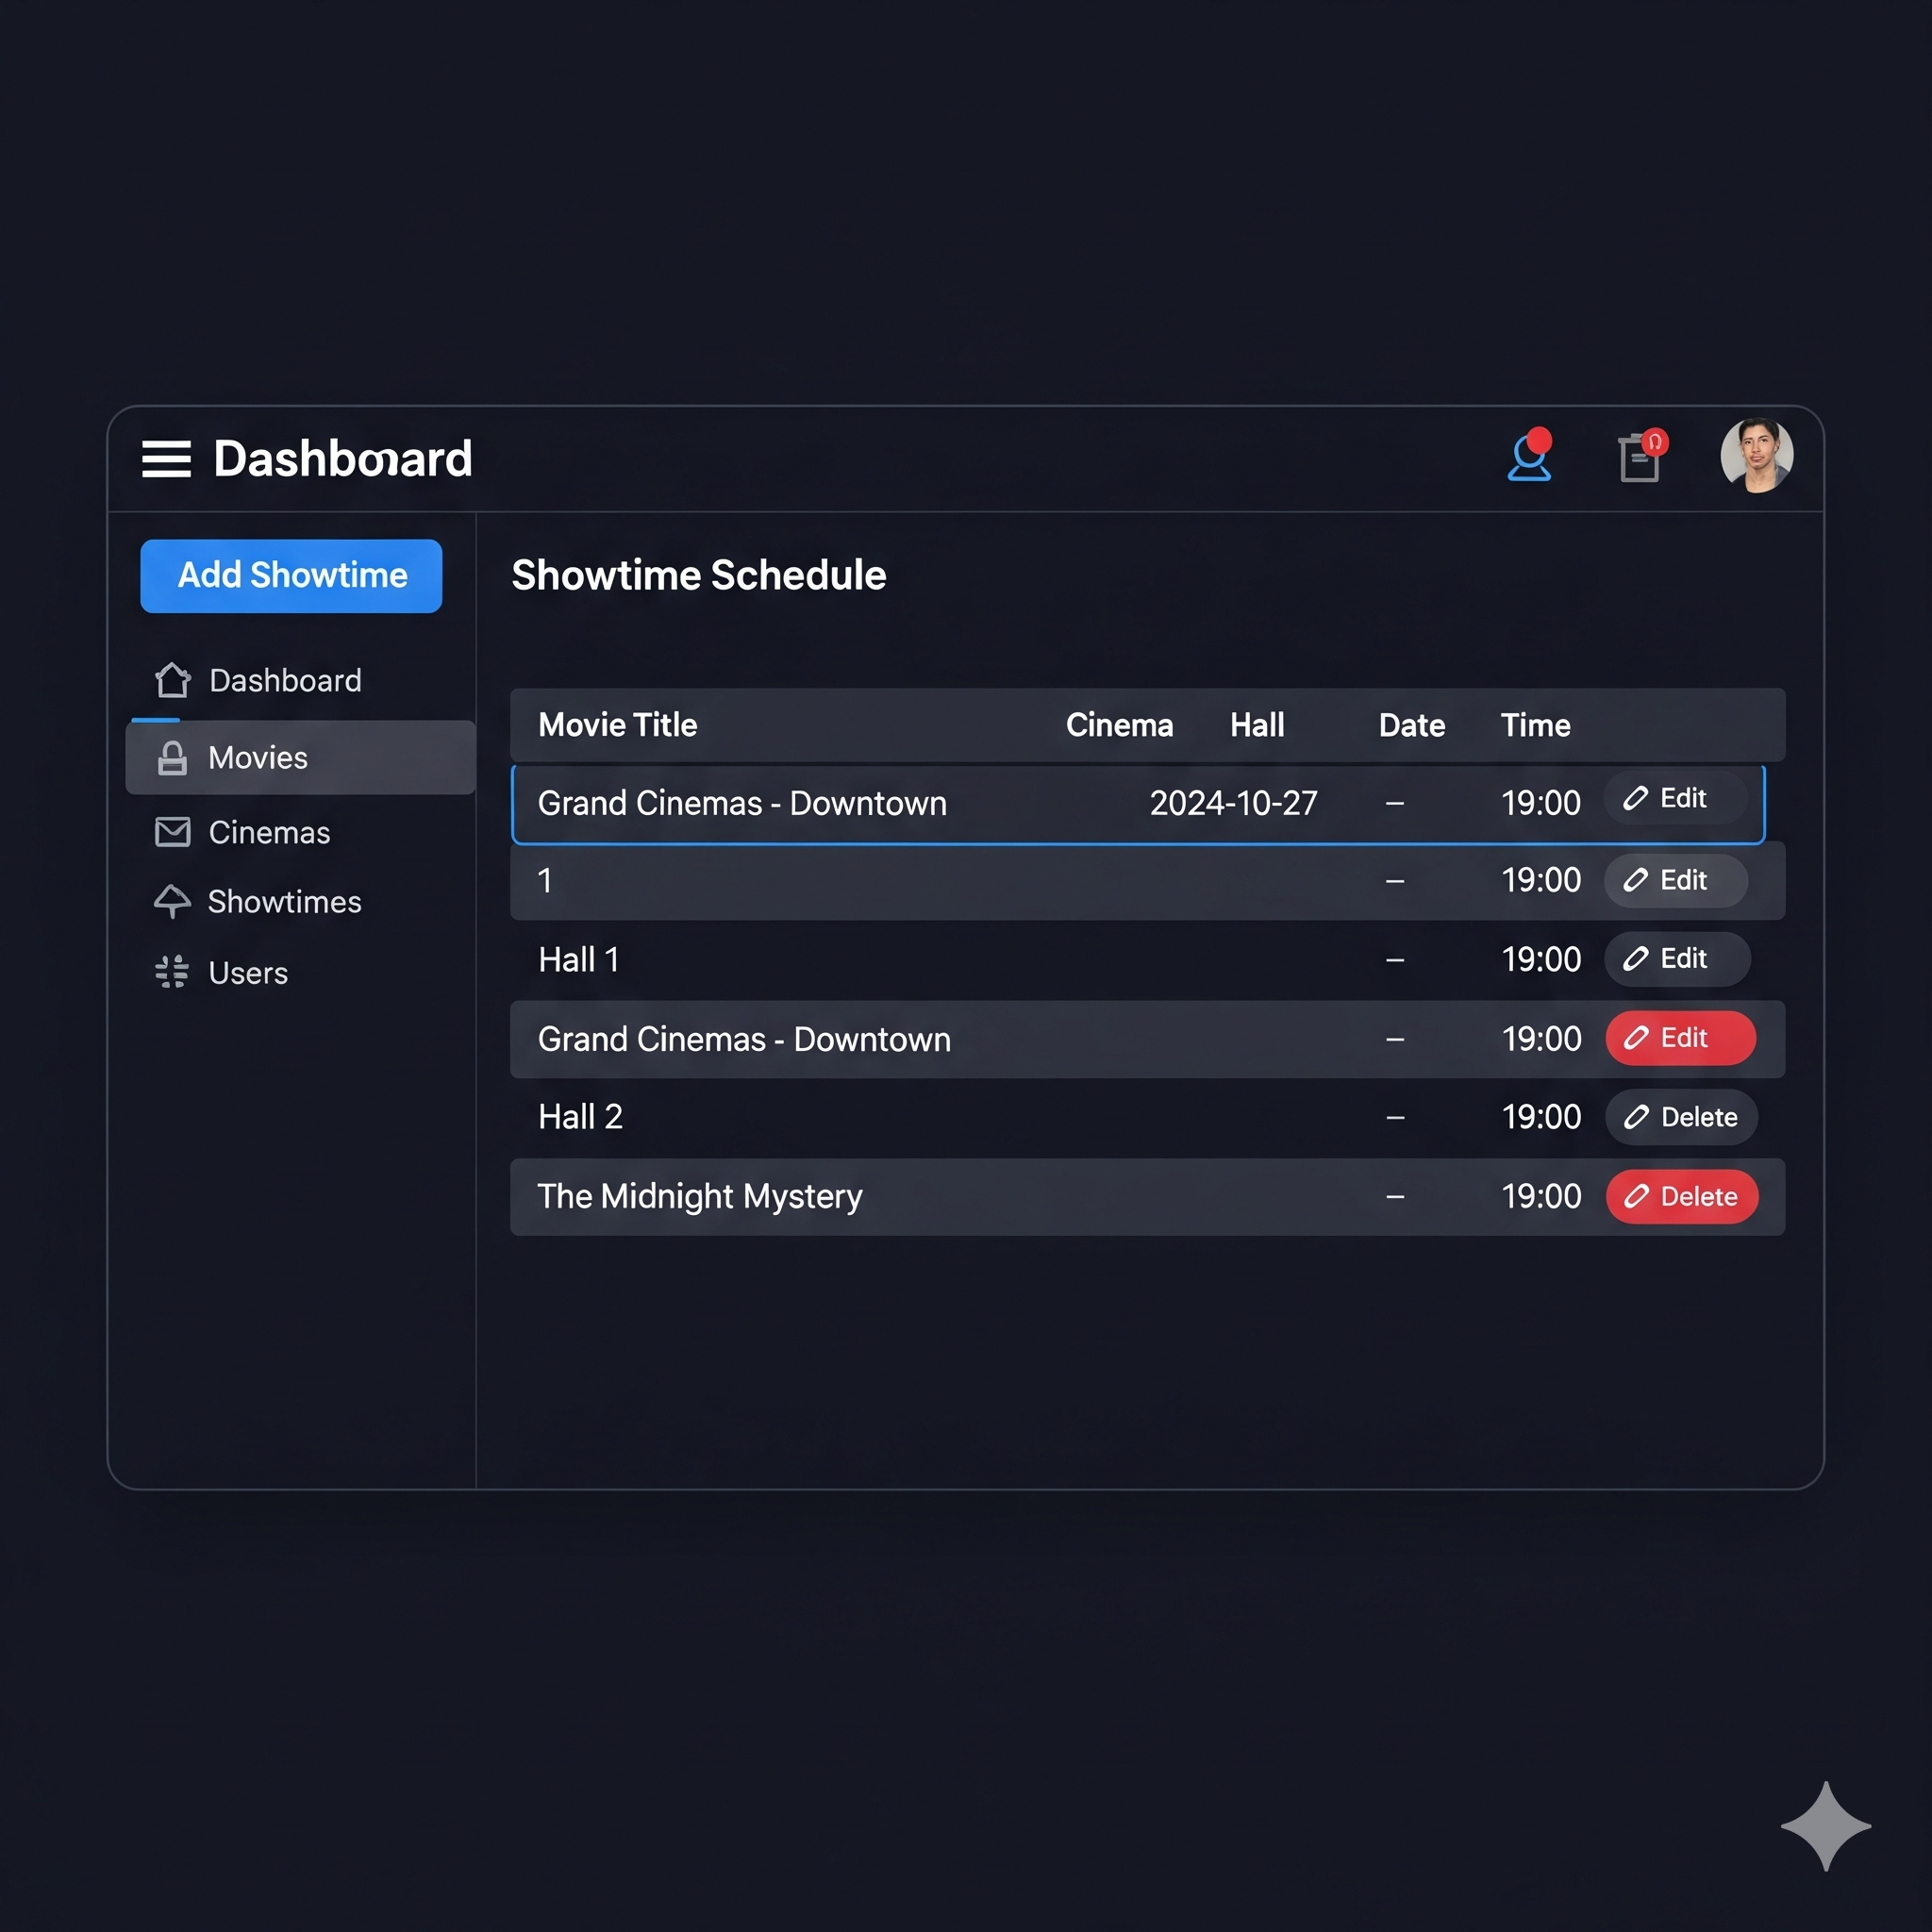 Dashboard
Add Showtime
Dashboard
Movies
Cinemas
Showtimes
Users
Showtime Schedule
Movie Title Cinema Hall Date Time
Grand Cinemas - Downtown 2024-10-27 – 19:00 Edit
1 – 19:00 Edit
Hall 1 – 19:00 Edit
Grand Cinemas - Downtown – 19:00 Edit
Hall 2 – 19:00 Delete
The Midnight Mystery – 19:00 Delete